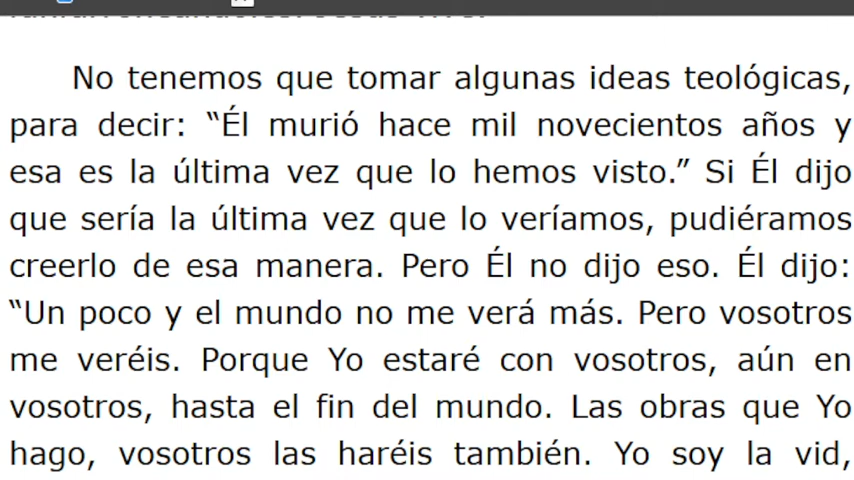 No tenemos que tomar algunas ideas teológicas,
para decir: “Él murió hace mil novecientos años y
esa es la última vez que lo hemos visto.” Si Él dijo
que sería la última vez que lo veríamos, pudiéramos
creerlo de esa manera. Pero Él no dijo eso. Él dijo:
“Un poco y el mundo no me verá más. Pero vosotros
me veréis. Porque Yo estaré con vosotros, aún en
vosotros, hasta el fin del mundo. Las obras que Yo
hago, vosotros las haréis también. Yo soy la vid,